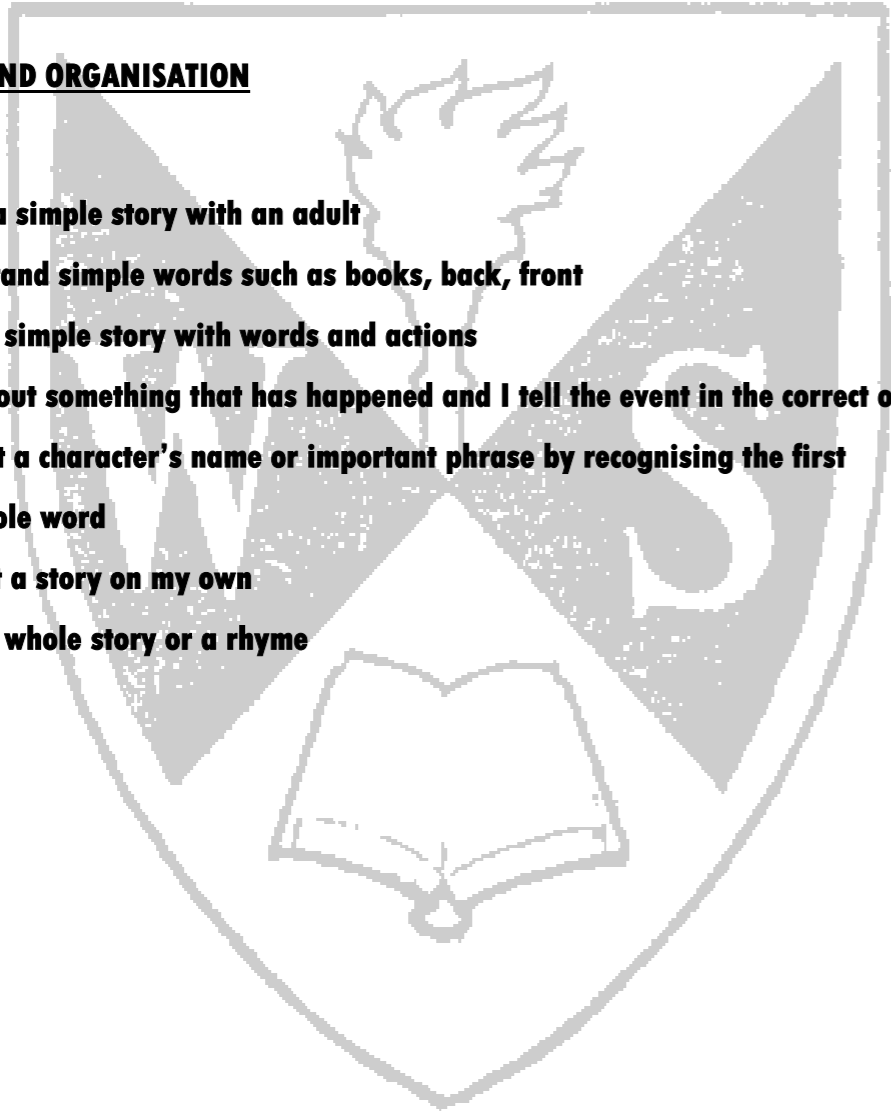 ND ORGANISATION
a simple story with an adult
tand simple words such as books, back, front
simple story with words and actions
out something that has happened and I tell the event in the correct o
t a character's name or important phrase by recognising the first
ole word
t a story on my own
whole story or a rhyme
W S